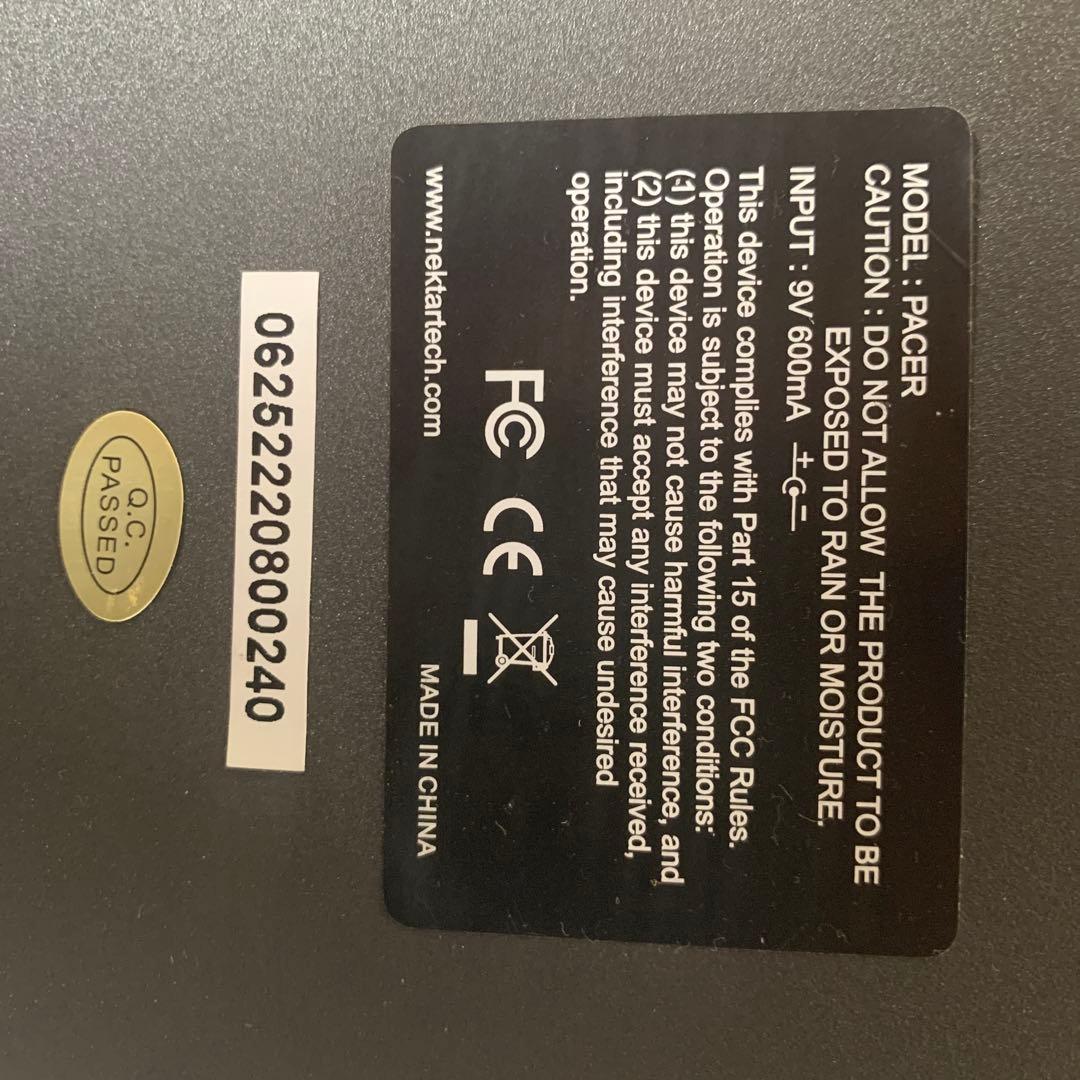 MODEL : PACER
CAUTION : DO NOT ALLOW THE PRODUCT TO BE
EXPOSED TO RAIN OR MOISTURE.
INPUT : 9V 600mA
This device complies with Part 15 of the FCC Rules.
Operation is subject to the following two conditions:
(1) this device may not cause harmful interference, and
(2) this device must accept any interference received,
including interference that may cause undesired
operation.
FC CE
www.nektartech.com MADE IN CHINA
0625222080024​0
Q.C.
PASSED